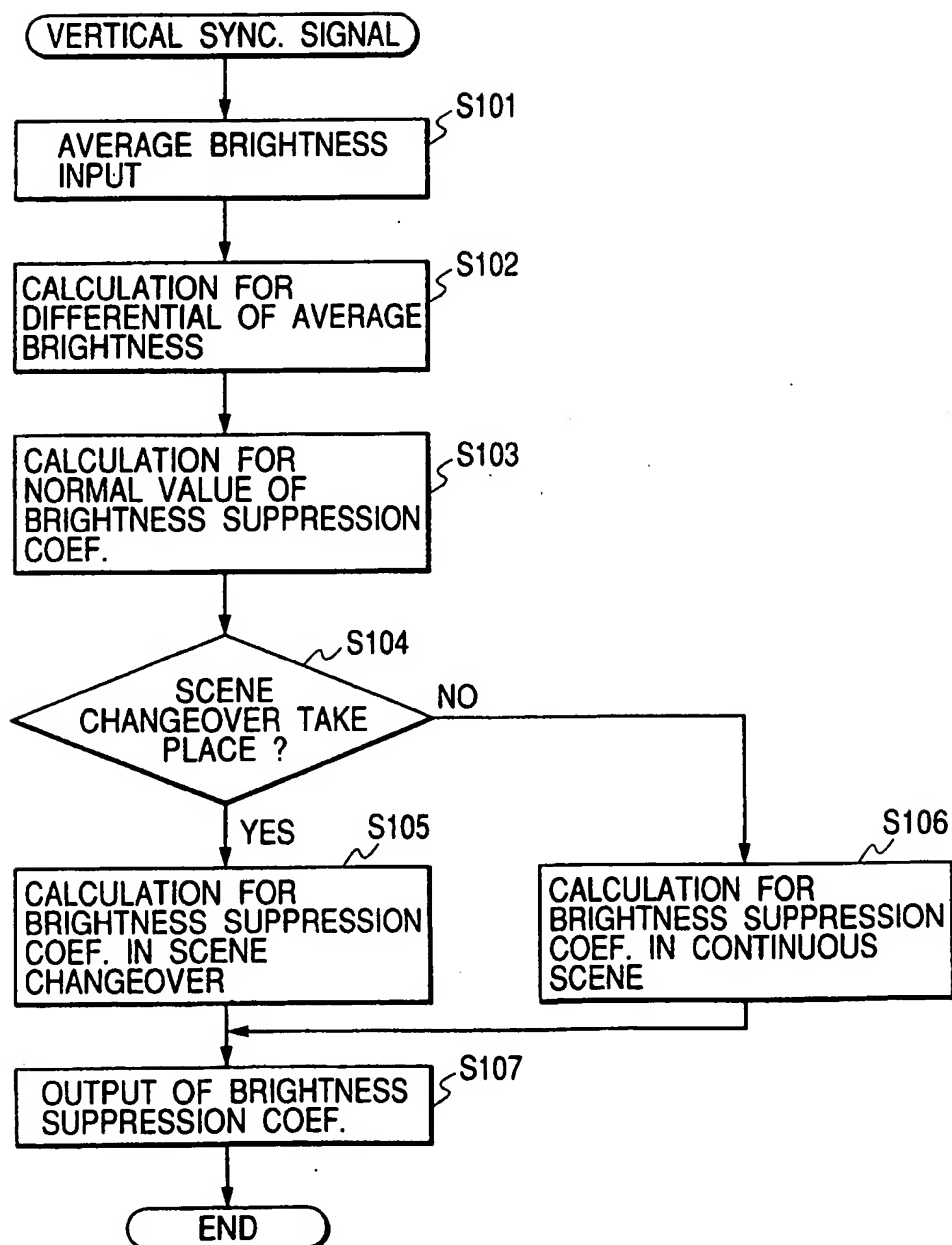 VERTICAL SYNC. SIGNAL
S101
AVERAGE BRIGHTNESS
INPUT
S102
CALCULATION FOR
DIFFERENTIAL OF AVERAGE
BRIGHTNESS
S103
CALCULATION FOR
NORMAL VALUE OF
BRIGHTNESS SUPPRESSION
COEF.
S104
SCENE
CHANGEOVER TAKE
PLACE ?
NO
YES
S105
CALCULATION FOR
BRIGHTNESS SUPPRESSION
COEF. IN SCENE
CHANGEOVER
S106
CALCULATION FOR
BRIGHTNESS SUPPRESSION
COEF. IN CONTINUOUS
SCENE
S107
OUTPUT OF BRIGHTNESS
SUPPRESSION COEF.
END